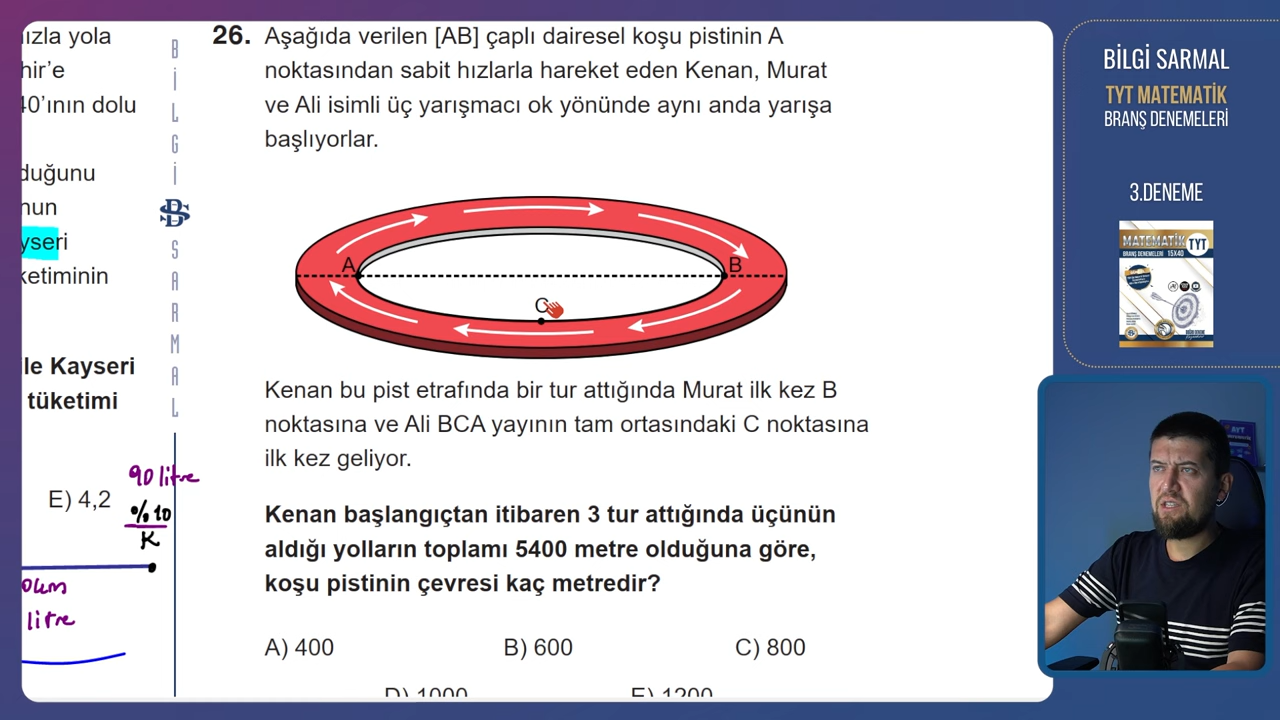 ızla yola
hir'e
40'ının dolu
duğunu
nun
yseri
ketiminin
le Kayseri
tüketimi
90 litre
E) 4,2
%10
K
0km
litre
BİLGİ
SARMAL
26. Aşağıda verilen [AB] çaplı dairesel koşu pistinin A
noktasından sabit hızlarla hareket eden Kenan, Murat
ve Ali isimli üç yarışmacı ok yönünde aynı anda yarışa
başlıyorlar.
A
B
C
Kenan bu pist etrafında bir tur attığında Murat ilk kez B
noktasına ve Ali BCA yayının tam ortasındaki C noktasına
ilk kez geliyor.
Kenan başlangıçtan itibaren 3 tur attığında üçünün
aldığı yolların toplamı 5400 metre olduğuna göre,
koşu pistinin çevresi kaç metredir?
A) 400 B) 600 C) 800
D) 1000 E) 1200
BİLGİ SARMAL
TYT MATEMATİK
BRANŞ DENEMELERİ
3.DENEME
MATEMATİK TYT
BRANŞ DENEMELERİ 15X40